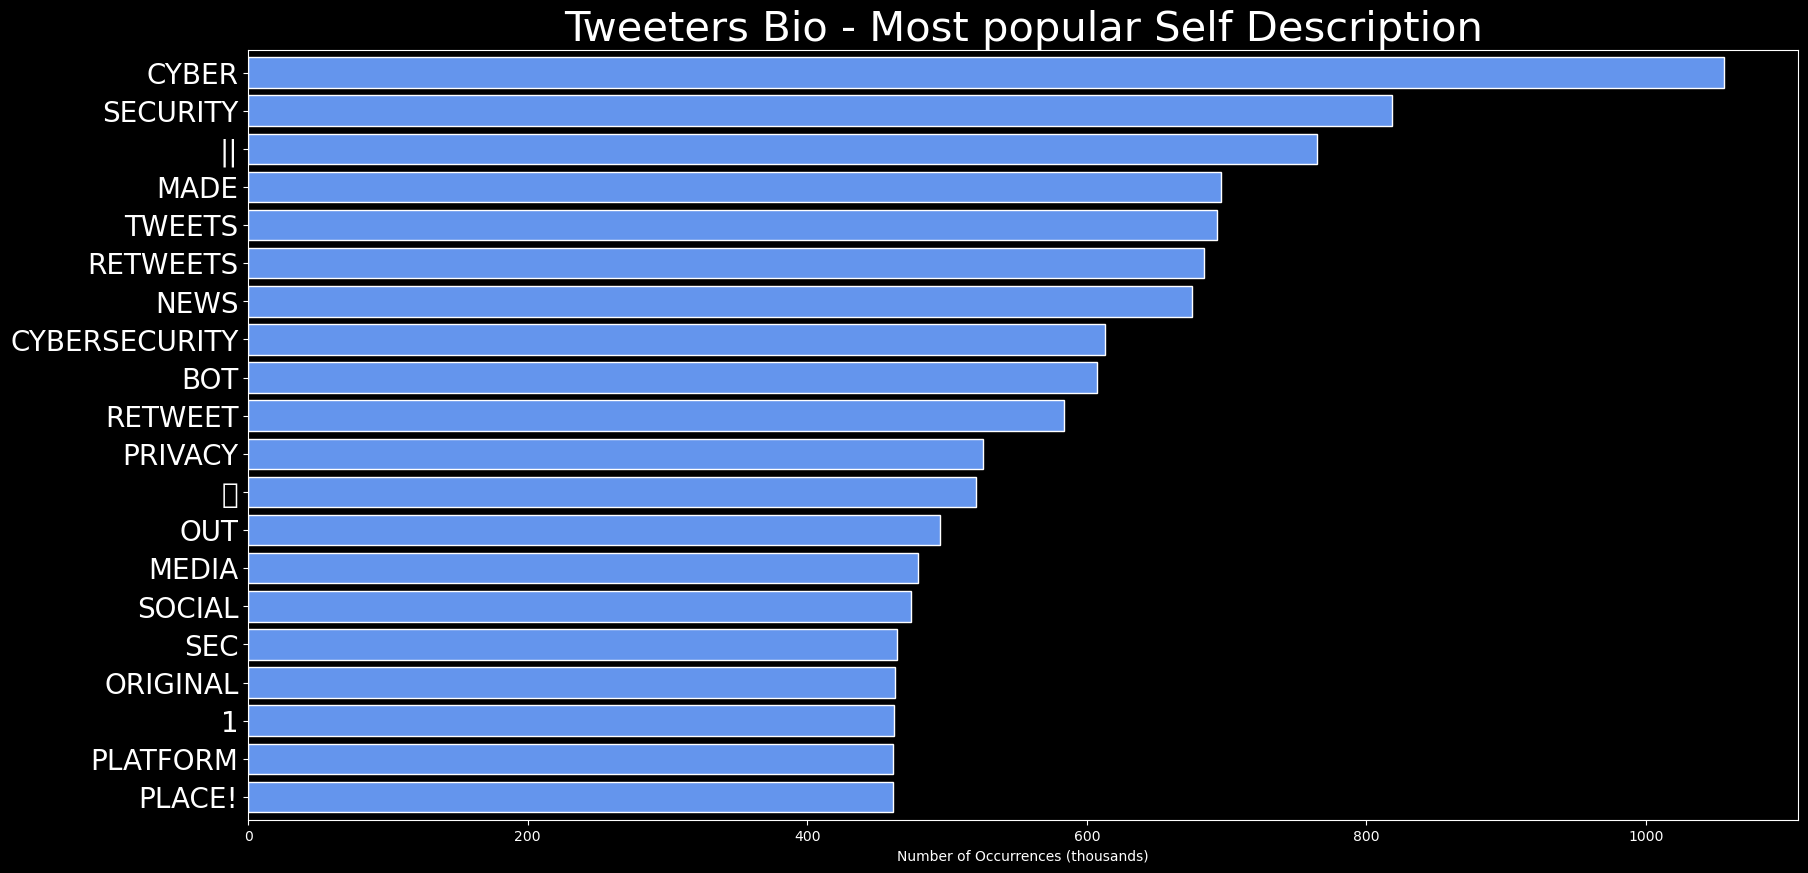 Tweeters Bio - Most popular Self Description
CYBER
SECURITY
||
MADE
TWEETS
RETWEETS
NEWS
CYBERSECURITY
BOT
RETWEET
PRIVACY
OUT
MEDIA
SOCIAL
SEC
ORIGINAL
1
PLATFORM
PLACE!
0 200 400 600 800 1000
Number of Occurrences (thousands)